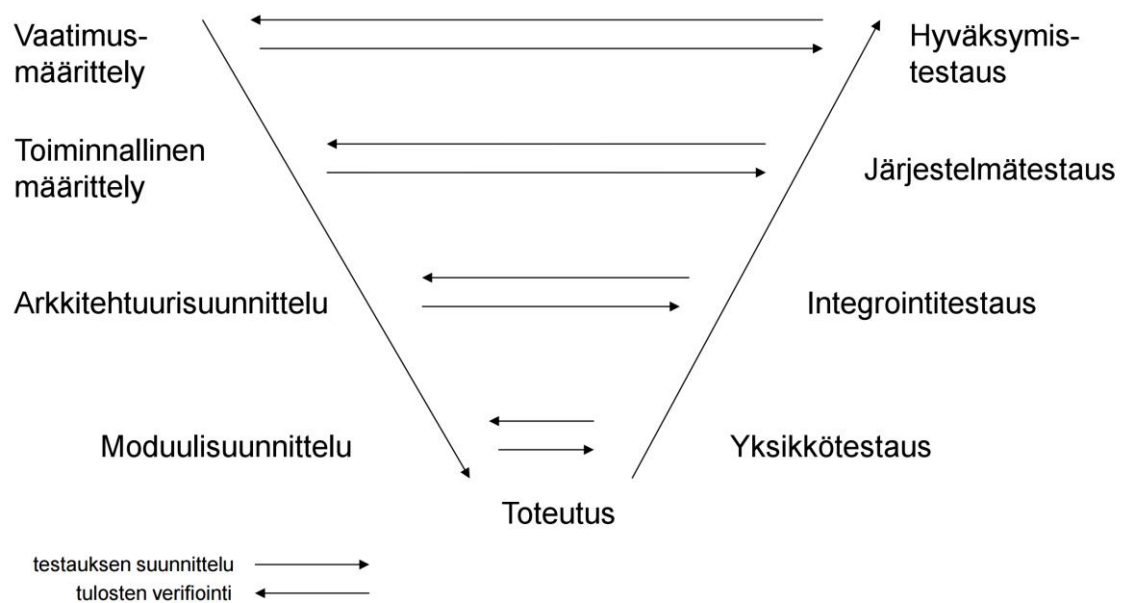 Vaatimus-
määrittely
Hyväksymis-
testaus
Toiminnallinen
määrittely
Järjestelmätestaus
Arkkitehtuurisuunnittelu
Integrointitestaus
Moduulisuunnittelu
Yksikkötestaus
Toteutus
testauksen suunnittelu
tulosten verifiointi